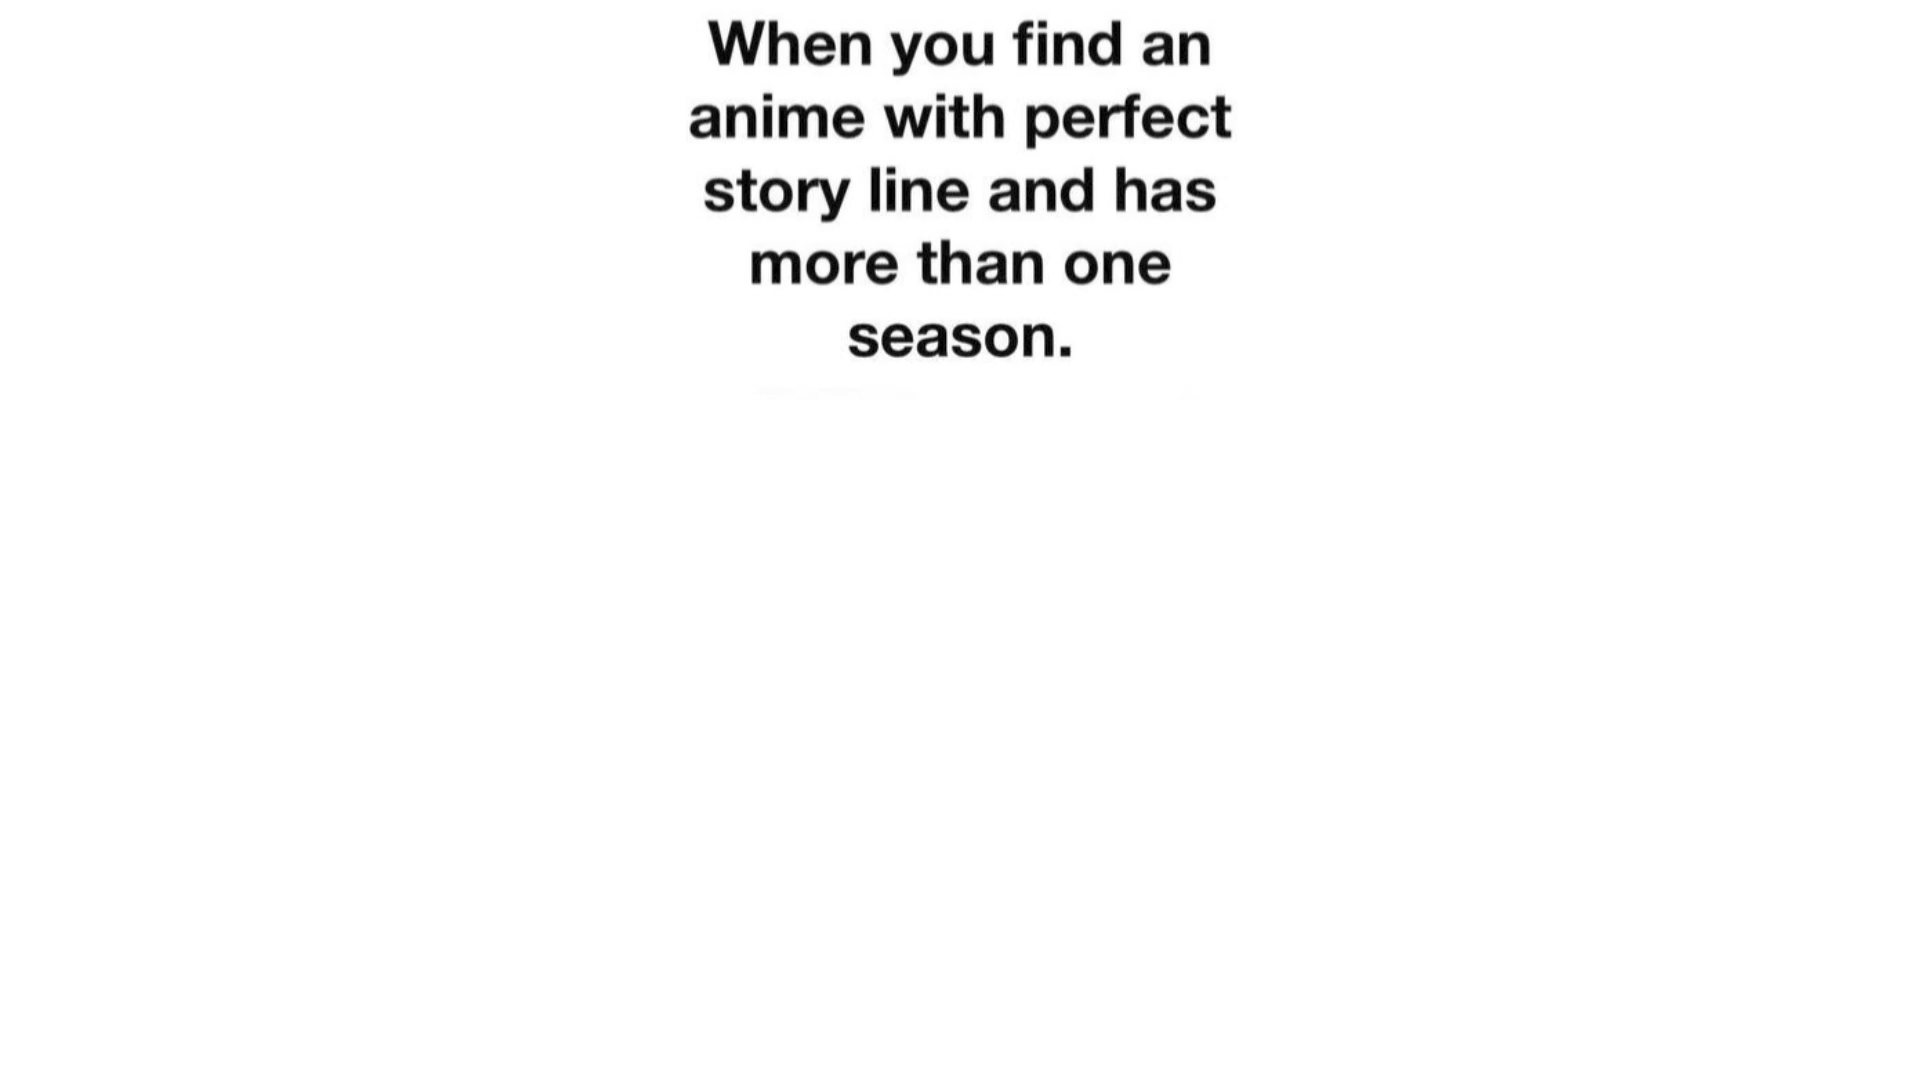 When you find an
anime with perfect
story line and has
more than one
season.